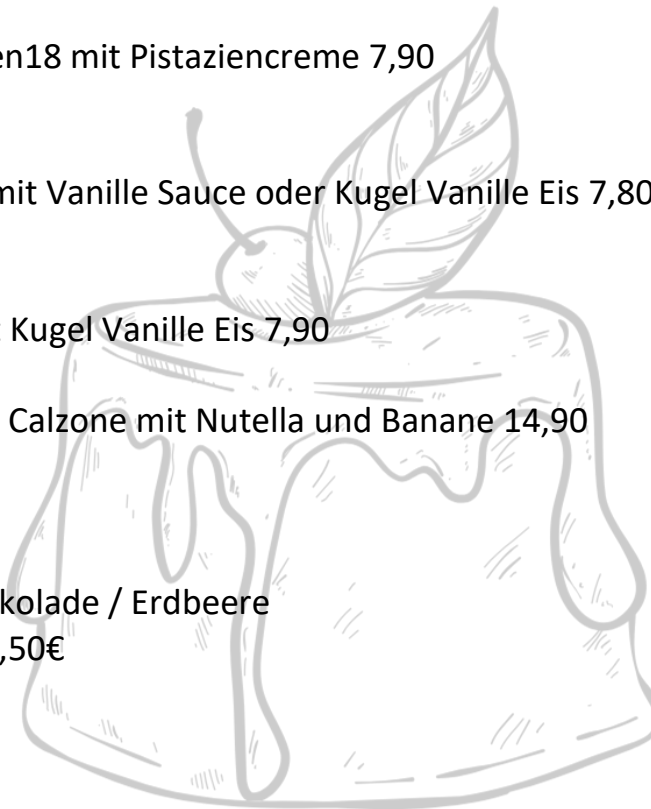 en18 mit Pistaziencreme 7,90
mit Vanille Sauce oder Kugel Vanille Eis 7,80
Kugel Vanille Eis 7,90
Calzone mit Nutella und Banane 14,90
kolade / Erdbeere
,50€